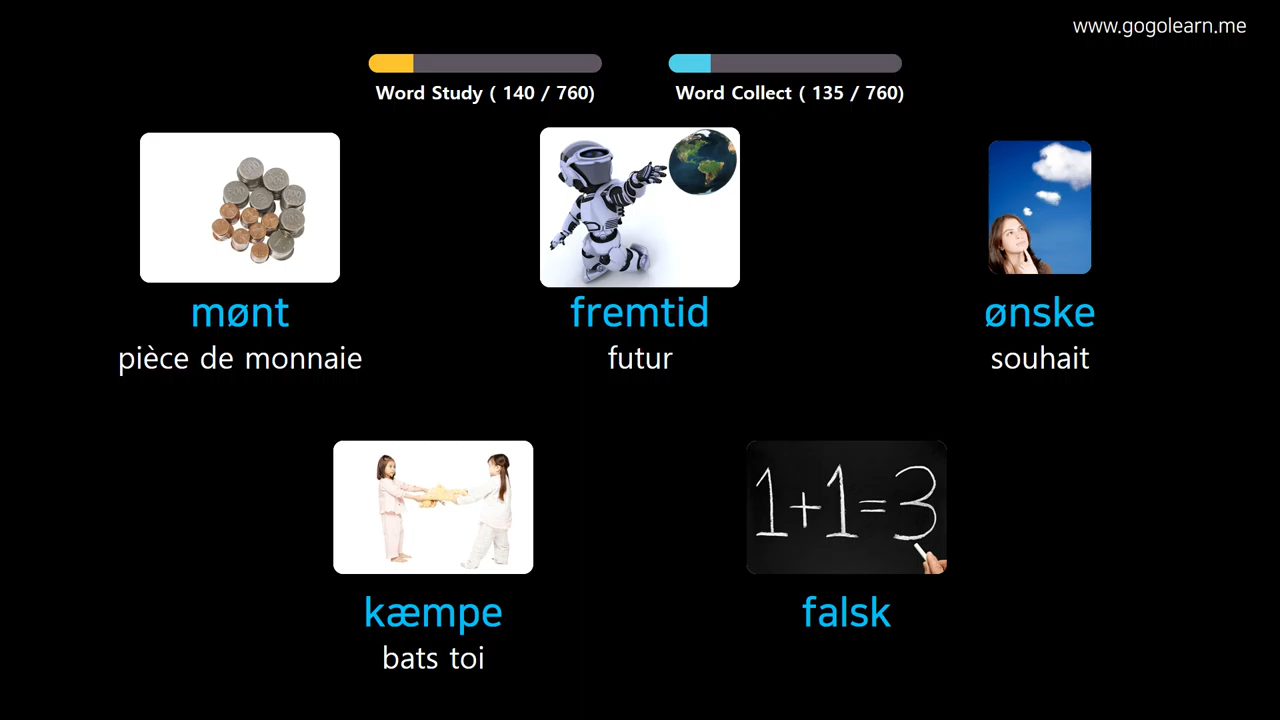 www.gogolearn.me
Word Study ( 140 / 760)
Word Collect ( 135 / 760)
mønt
fremtid
ønske
pièce de monnaie
futur
souhait
1+1=3
kæmpe
falsk
bats toi